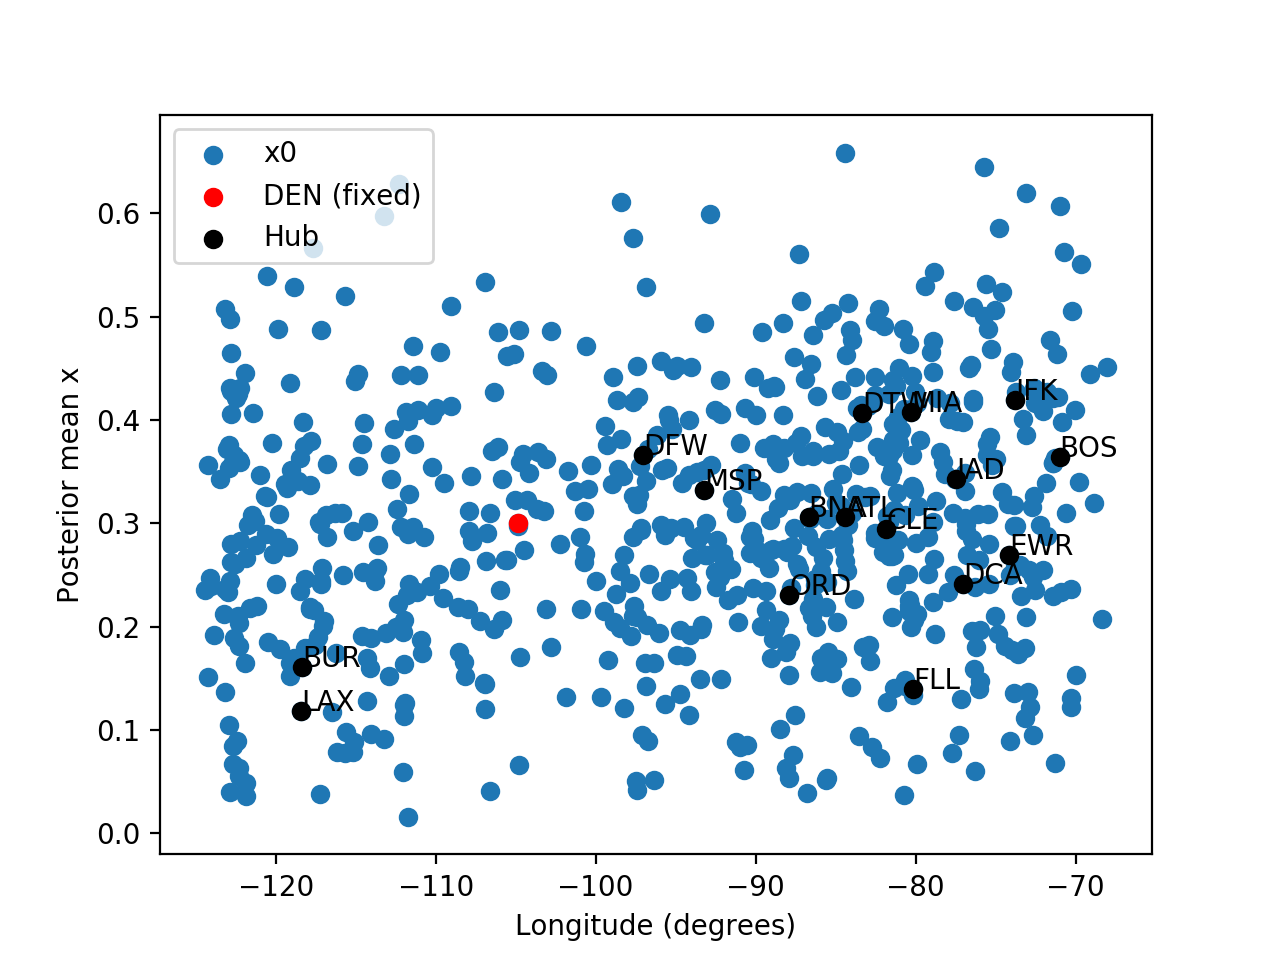 x0
DEN (fixed)
Hub
0.6
0.5
0.4
0.3
0.2
0.1
0.0
Posterior mean x
JFK
DTW
MIA
DFW
BOS
MSP
IAD
BNA
ATL
CLE
EWR
ORD
DCA
BUR
FLL
LAX
−120
−110
−100
−90
−80
−70
Longitude (degrees)